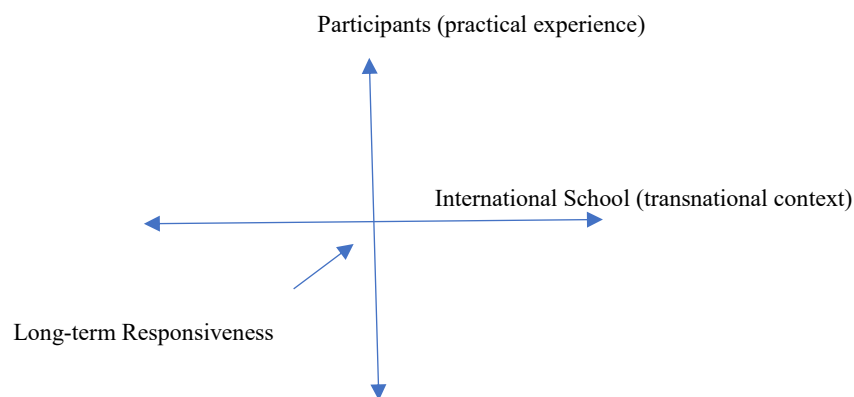 Participants (practical experience)
International School (transnational context)
Long-term Responsiveness